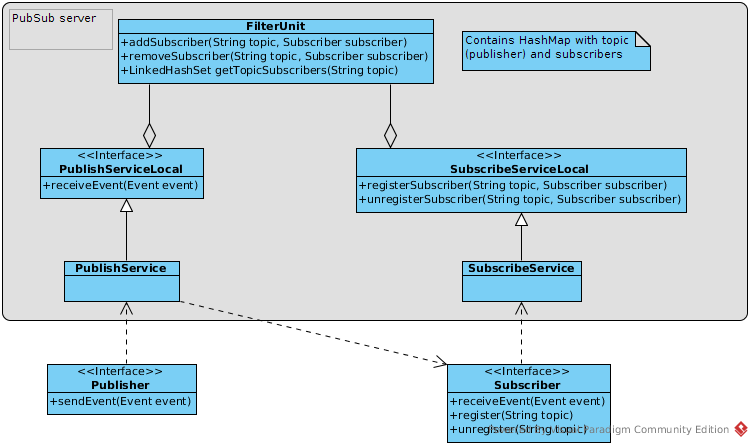 PubSub server
FilterUnit
+addSubscriber(String topic, Subscriber subscriber)
+removeSubscriber(String topic, Subscriber subscriber)
+LinkedHashSet getTopicSubscribers(String topic)
Contains HashMap with topic
(publisher) and subscribers
<<Interface>>
PublishServiceLocal
+receiveEvent(Event event)
<<Interface>>
SubscribeServiceLocal
+registerSubscriber(String topic, Subscriber subscriber)
+unregisterSubscriber(String topic, Subscriber subscriber)
PublishService
SubscribeService
<<Interface>>
Publisher
+sendEvent(Event event)
<<Interface>>
Subscriber
+receiveEvent(Event event)
+register(String topic)
+unregister(String topic)
Visual Paradigm Community Edition